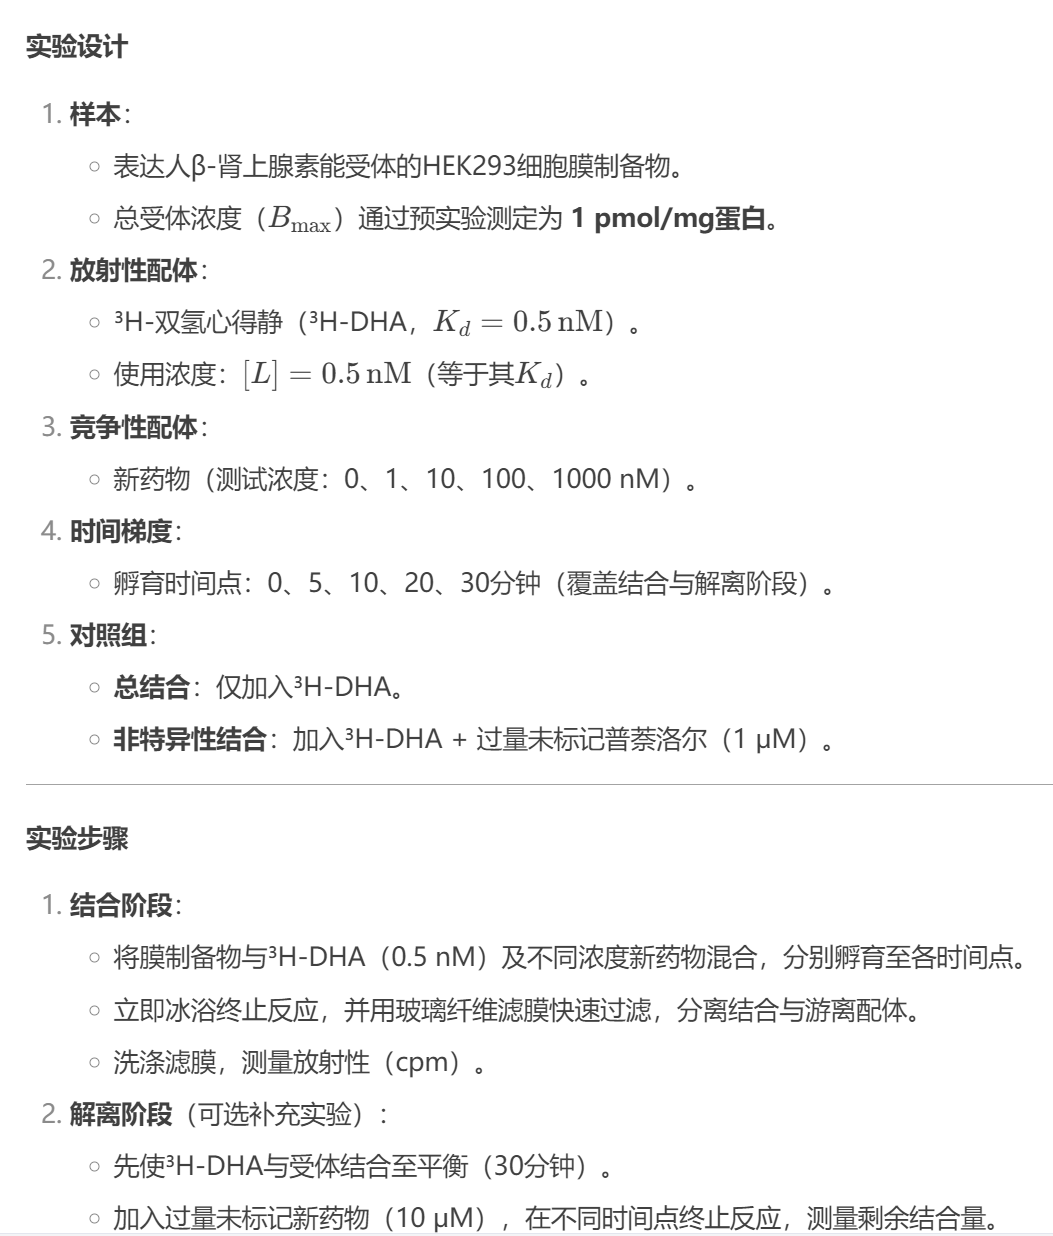 实验设计
1. 样本：
○ 表达人β-肾上腺素能受体的HEK293细胞膜制备物。
○ 总受体浓度（Bmax）通过预实验测定为 1 pmol/mg蛋白。
2. 放射性配体：
○ ³H-双氢心得静（³H-DHA，Kd = 0.5 nM）。
○ 使用浓度：[L] = 0.5 nM（等于其Kd）。
3. 竞争性配体：
○ 新药物（测试浓度：0、1、10、100、1000 nM）。
4. 时间梯度：
○ 孵育时间点：0、5、10、20、30分钟（覆盖结合与解离阶段）。
5. 对照组：
○ 总结合：仅加入³H-DHA。
○ 非特异性结合：加入³H-DHA + 过量未标记普萘洛尔（1 μM）。
实验步骤
1. 结合阶段：
○ 将膜制备物与³H-DHA（0.5 nM）及不同浓度新药物混合，分别孵育至各时间点。
○ 立即冰浴终止反应，并用玻璃纤维滤膜快速过滤，分离结合与游离配体。
○ 洗涤滤膜，测量放射性（cpm）。
2. 解离阶段（可选补充实验）：
○ 先使³H-DHA与受体结合至平衡（30分钟）。
○ 加入过量未标记新药物（10 μM），在不同时间点终止反应，测量剩余结合量。